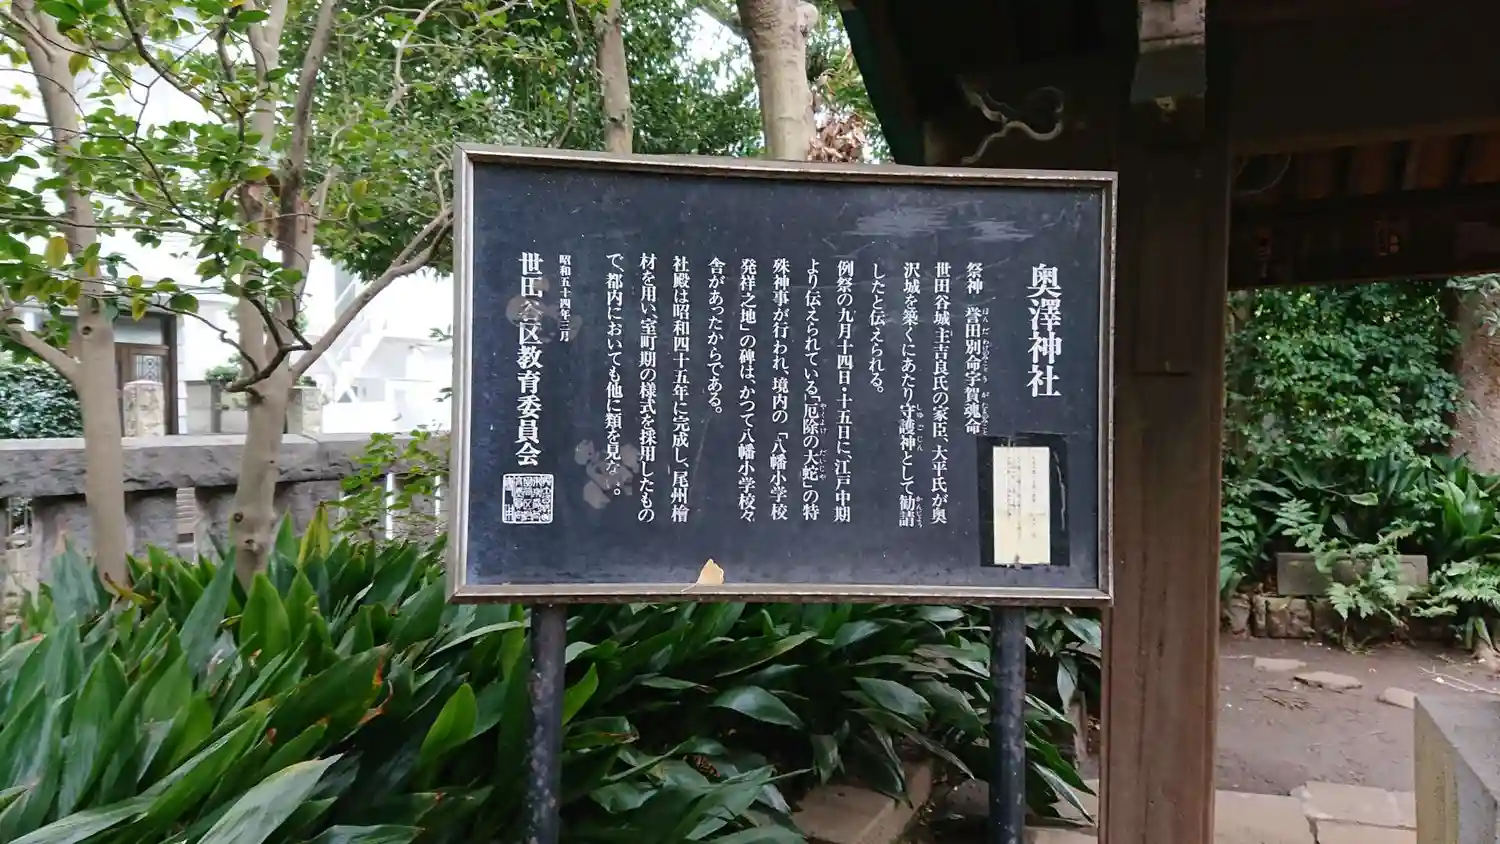 奥澤神社
祭神 誉田別命宇賀魂命
世田谷城主吉良氏の家臣、大平氏が奥
沢城を築くにあたり守護神として勧請
したと伝えられる。
例祭の九月十四日・十五日に、江戸中期
より伝えられている「厄除の大蛇」の特
殊神事が行われ、境内の「八幡小学校
発祥之地」の碑は、かつて八幡小学校々
舎があったからである。
社殿は昭和四十五年に完成し、尾州檜
材を用い、室町期の様式を採用したもの
で、都内においても他に類を見ない。
昭和五十四年三月
世田谷区教育委員会